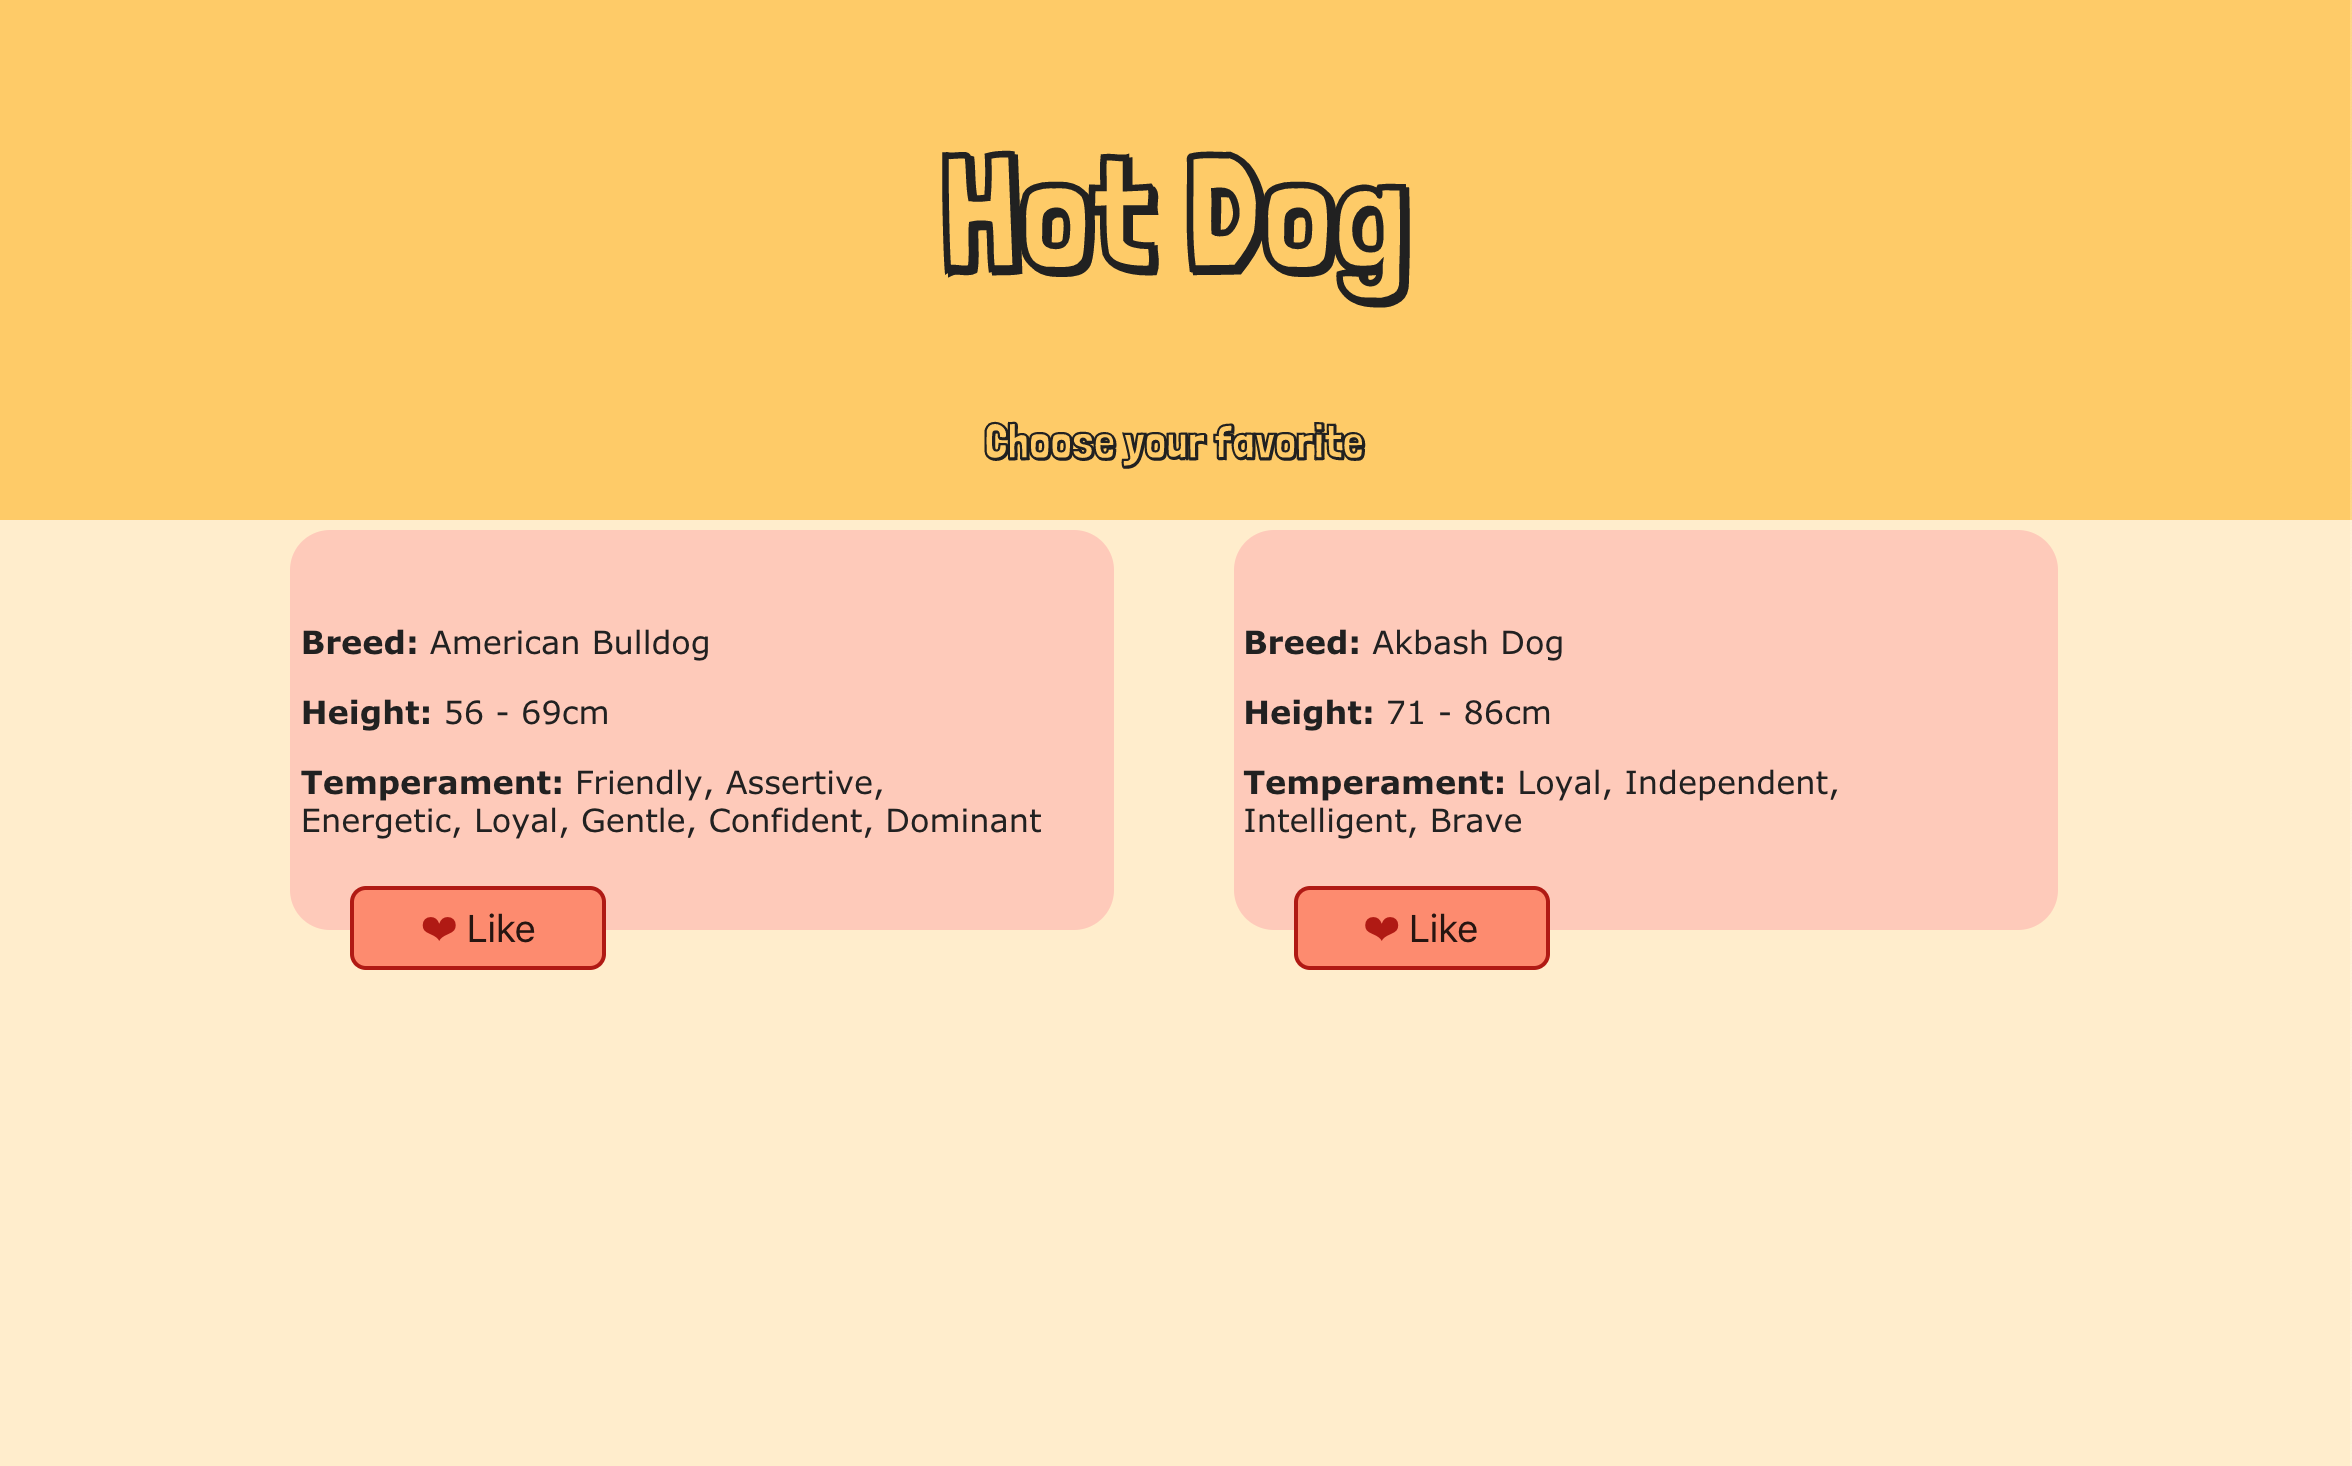 Hot Dog
Choose your favorite
Breed: American Bulldog
Height: 56 - 69cm
Temperament: Friendly, Assertive,
Energetic, Loyal, Gentle, Confident, Dominant
❤ Like
Breed: Akbash Dog
Height: 71 - 86cm
Temperament: Loyal, Independent,
Intelligent, Brave
❤ Like